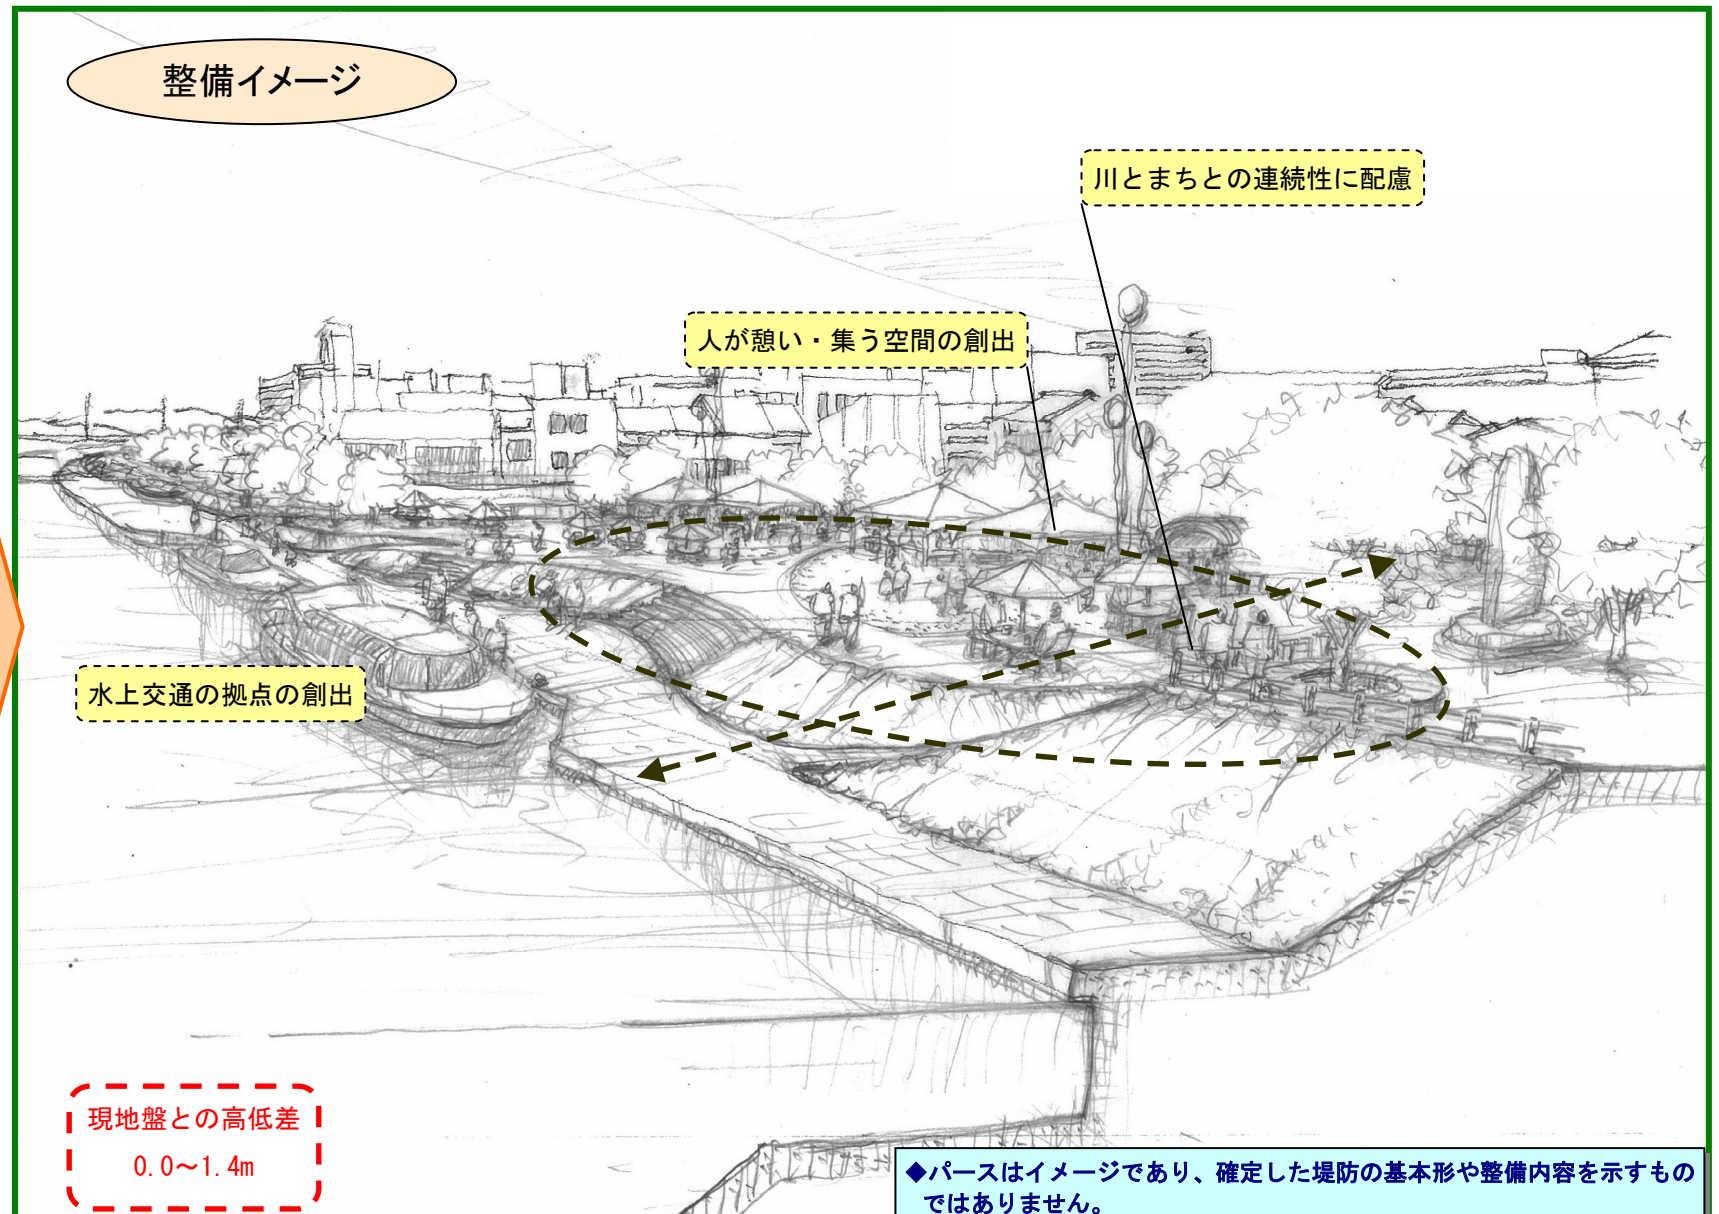 整備イメージ
川とまちとの連続性に配慮
人が憩い・集う空間の創出
水上交通の拠点の創出
現地盤との高低差
0.0～1.4m
◆パースはイメージであり、確定した堤防の基本形や整備内容を示すもの
ではありません。